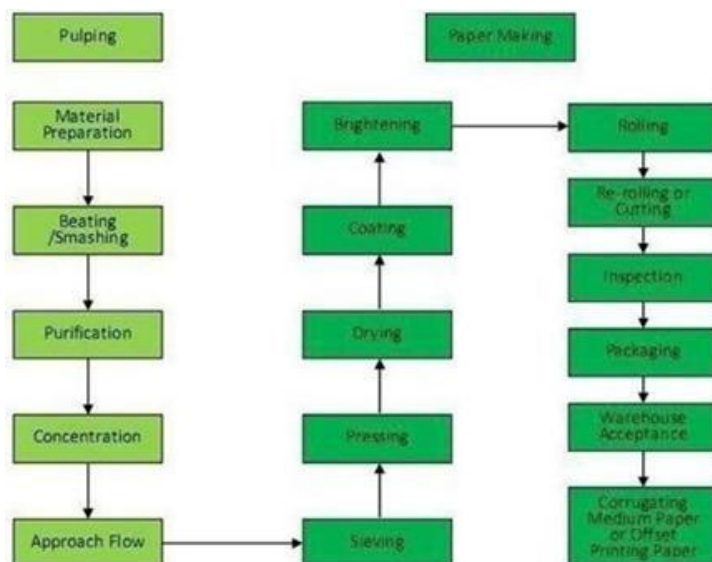 Pulping
Paper Making
Material
Preparation
Beating
/Smashing
Purification
Concentration
Approach Flow
Sieving
Pressing
Drying
Coating
Brightening
Rolling
Re-rolling or
Cutting
Inspection
Packaging
Warehouse
Acceptance
Corrugating
Medium Paper
or Offset
Printing Paper